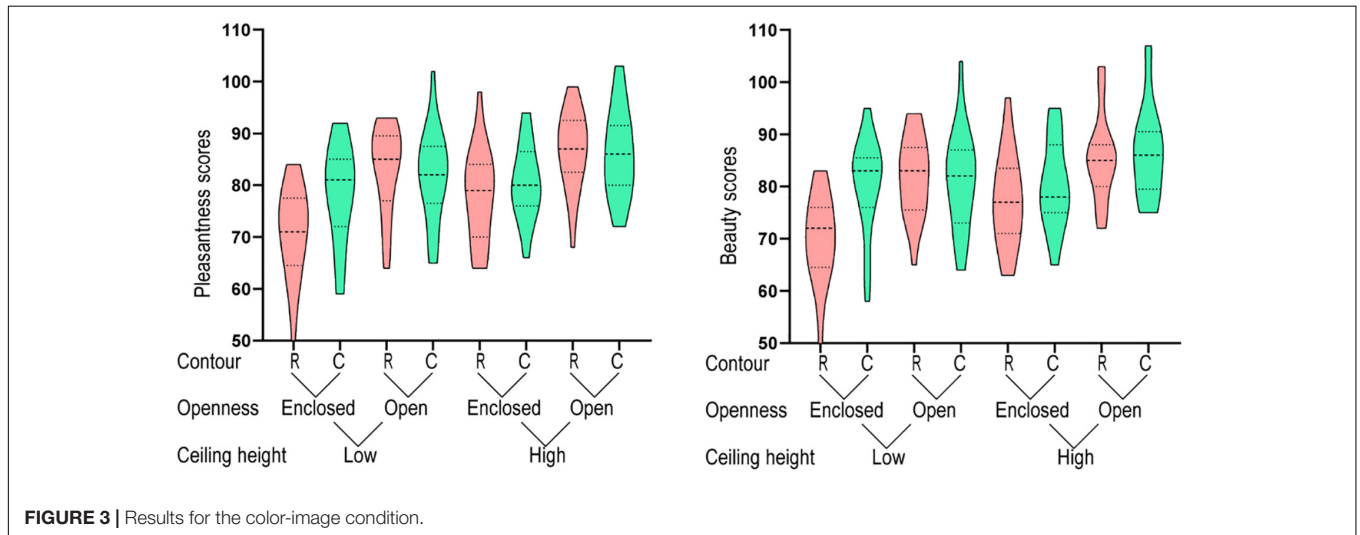 110
100
90
80
70
60
50
Pleasantness scores
Contour R C R C R C R C
Openness Enclosed Open Enclosed Open
Ceiling height Low High
110
100
90
80
70
60
50
Beauty scores
Contour R C R C R C R C
Openness Enclosed Open Enclosed Open
Ceiling height Low High
FIGURE 3 | Results for the color-image condition.